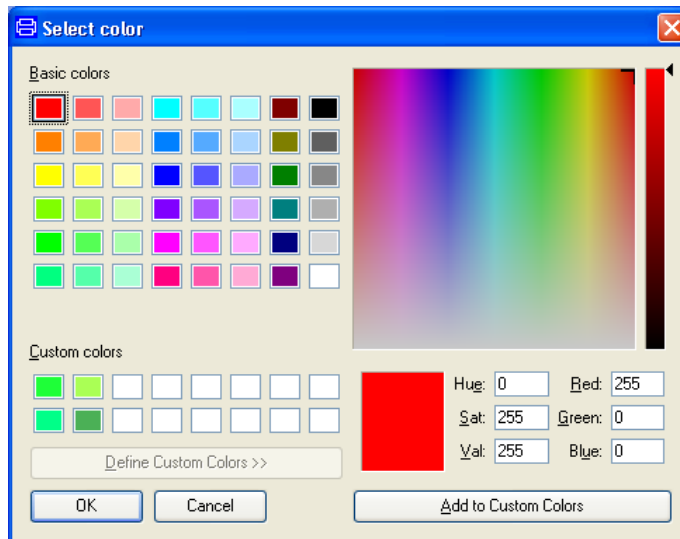 Select color
Basic colors
Custom colors
Define Custom Colors >>
OK
Cancel
Hue: 0
Red: 255
Sat: 255
Green: 0
Val: 255
Blue: 0
Add to Custom Colors